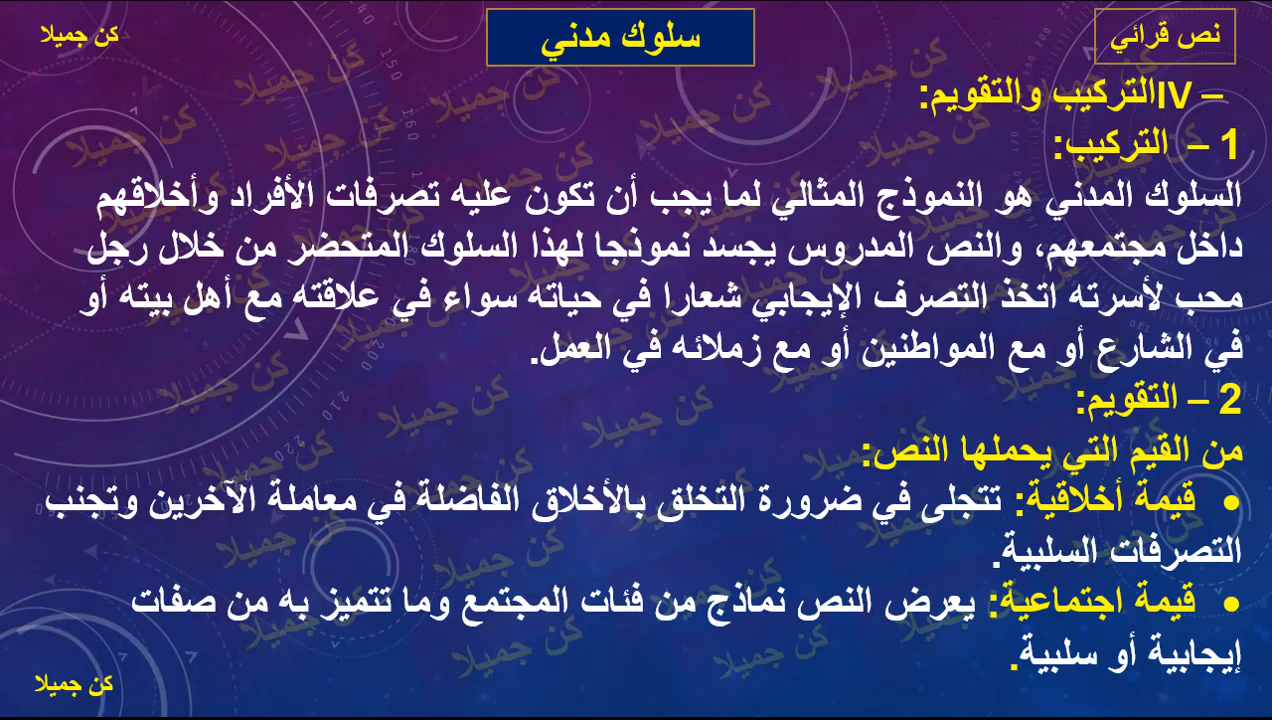 نص قرائي
سلوك مدني
كن جميلا
IV – التركيب والتقويم:
1 – التركيب:
السلوك المدني هو النموذج المثالي لما يجب أن تكون عليه تصرفات الأفراد وأخلاقهم
داخل مجتمعهم، والنص المدروس يجسد نموذجا لهذا السلوك المتحضر من خلال رجل
محب لأسرته اتخذ التصرف الإيجابي شعارا في حياته سواء في علاقته مع أهل بيته أو
في الشارع أو مع المواطنين أو مع زملائه في العمل.
2 – التقويم:
من القيم التي يحملها النص:
• قيمة أخلاقية: تتجلى في ضرورة التخلق بالأخلاق الفاضلة في معاملة الآخرين وتجنب
التصرفات السلبية.
• قيمة اجتماعية: يعرض النص نماذج من فئات المجتمع وما تتميز به من صفات
إيجابية أو سلبية.
كن جميلا